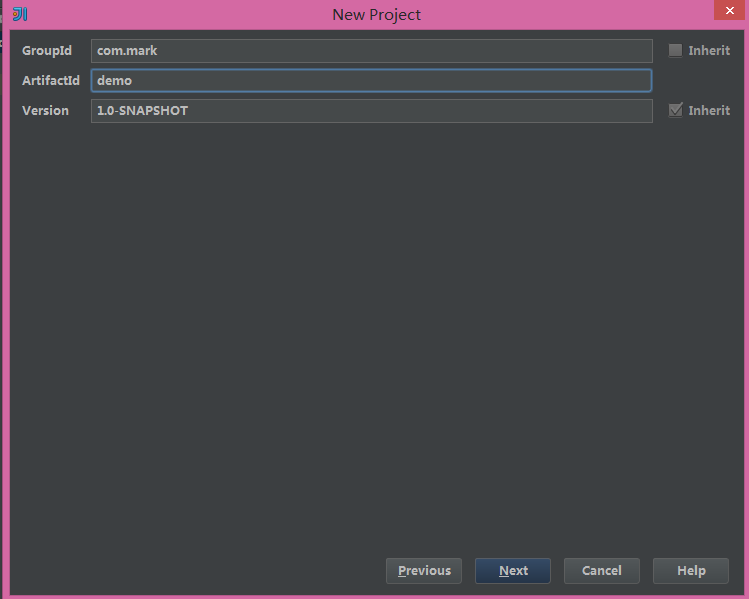 New Project
GroupId com.mark Inherit
ArtifactId demo
Version 1.0-SNAPSHOT Inherit
Previous Next Cancel Help